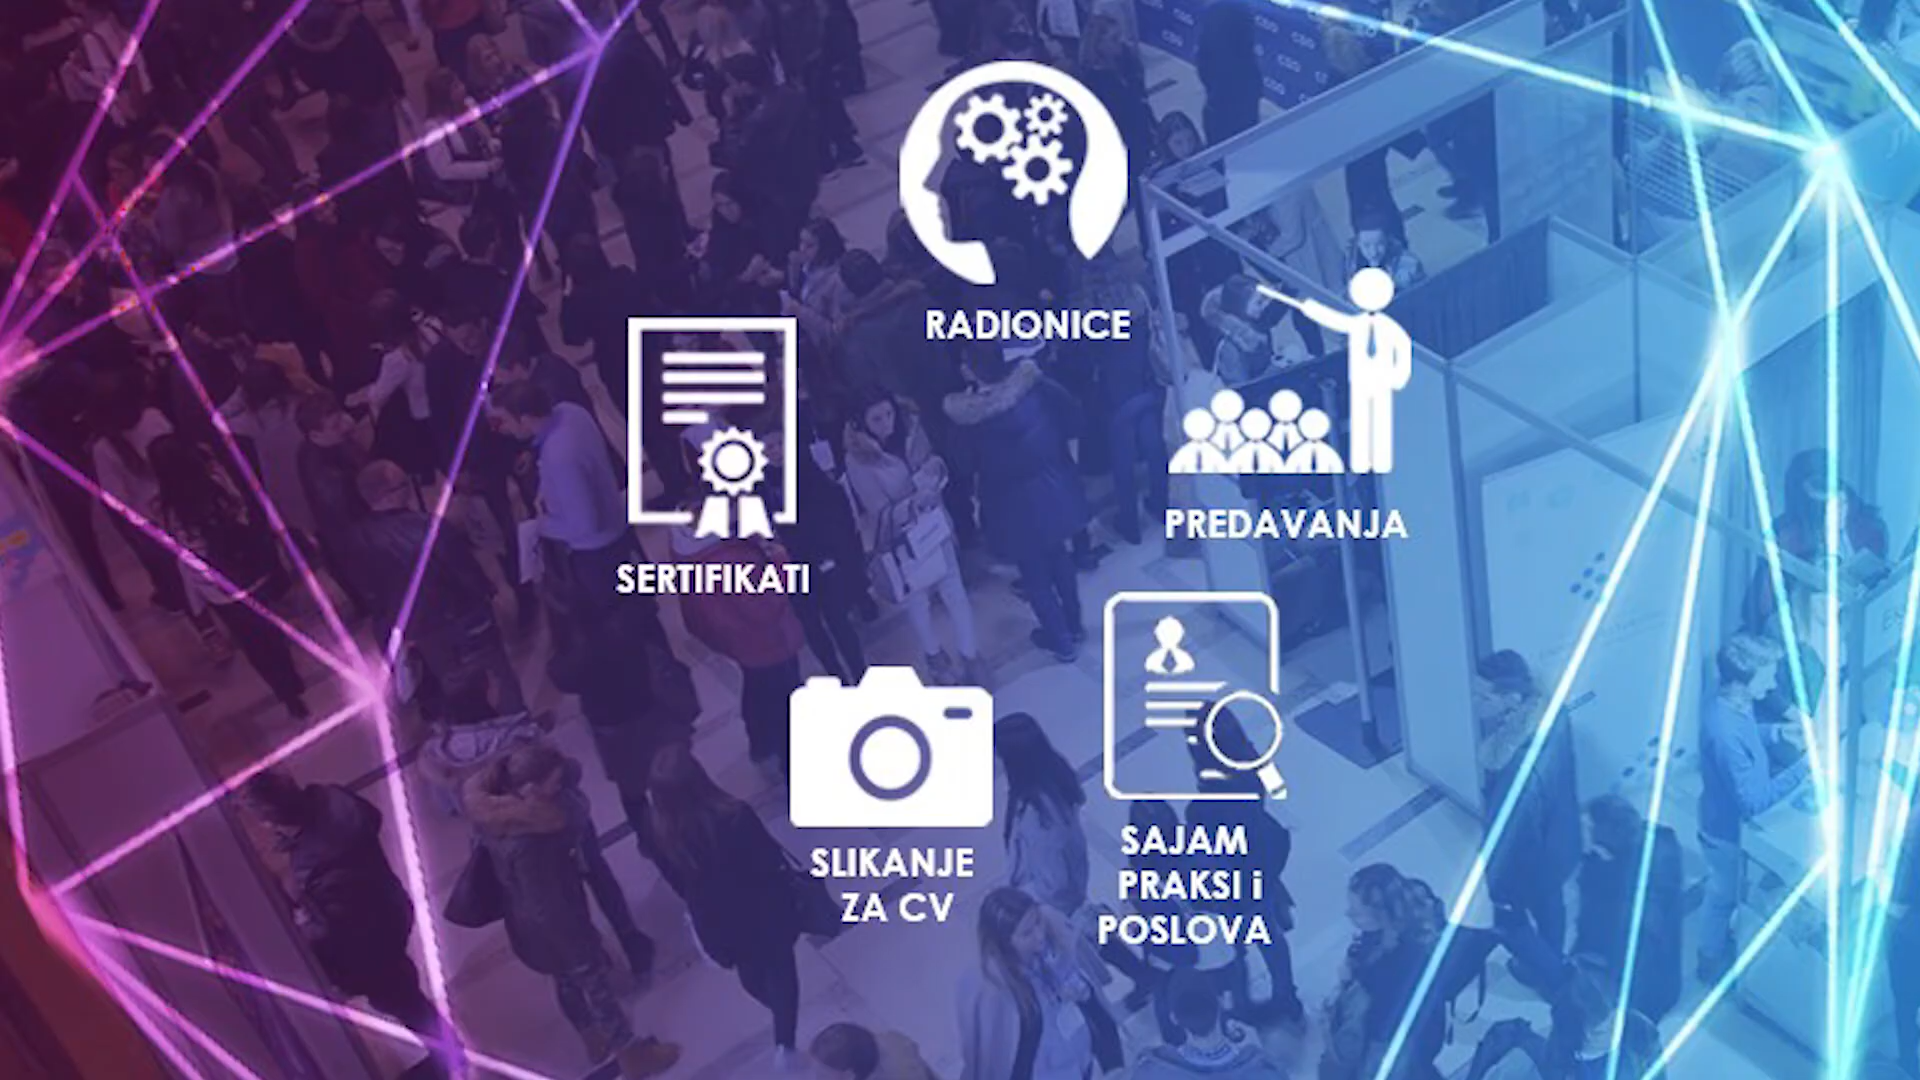 RADIONICE
PREDAVANJA
SERTIFIKATI
SAJAM
PRAKSI i
POSLOVA
SLIKANJE
ZA CV